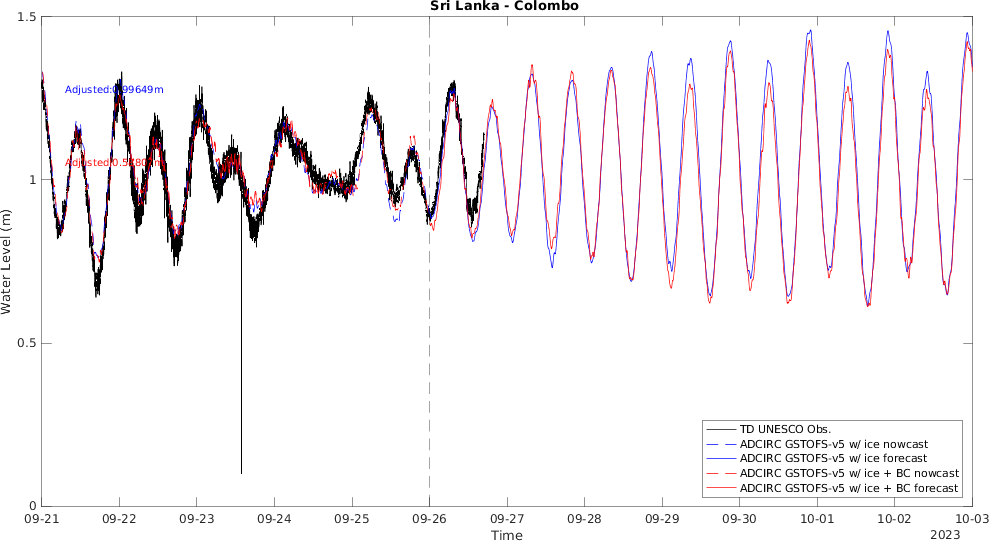 Sri Lanka - Colombo
1.5
1
0.5
0
Water Level (m)
Adjusted:0.99649m
TD UNESCO Obs.
ADCIRC GSTOFS-v5 w/ ice nowcast
ADCIRC GSTOFS-v5 w/ ice forecast
ADCIRC GSTOFS-v5 w/ ice + BC nowcast
ADCIRC GSTOFS-v5 w/ ice + BC forecast
09-21 09-22 09-23 09-24 09-25 09-26 09-27 09-28 09-29 09-30 10-01 10-02 10-03
Time
2023